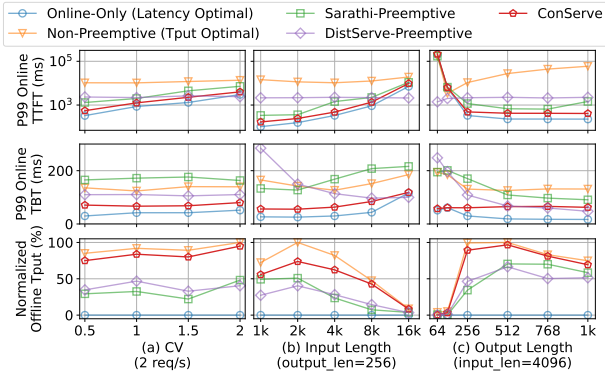 Online-Only (Latency Optimal)
Non-Preemptive (Tput Optimal)
Sarathi-Preemptive
DistServe-Preemptive
ConServe
P99 Online
TTFT (ms)
10^5
10^3
P99 Online
TBT (ms)
200
0
Normalized
Offline Tput (%)
100
50
0
0.5 1 1.5 2
1k 2k 4k 8k 16k
64 256 512 768 1k
(a) CV
(2 req/s)
(b) Input Length
(output_len=256)
(c) Output Length
(input_len=4096)